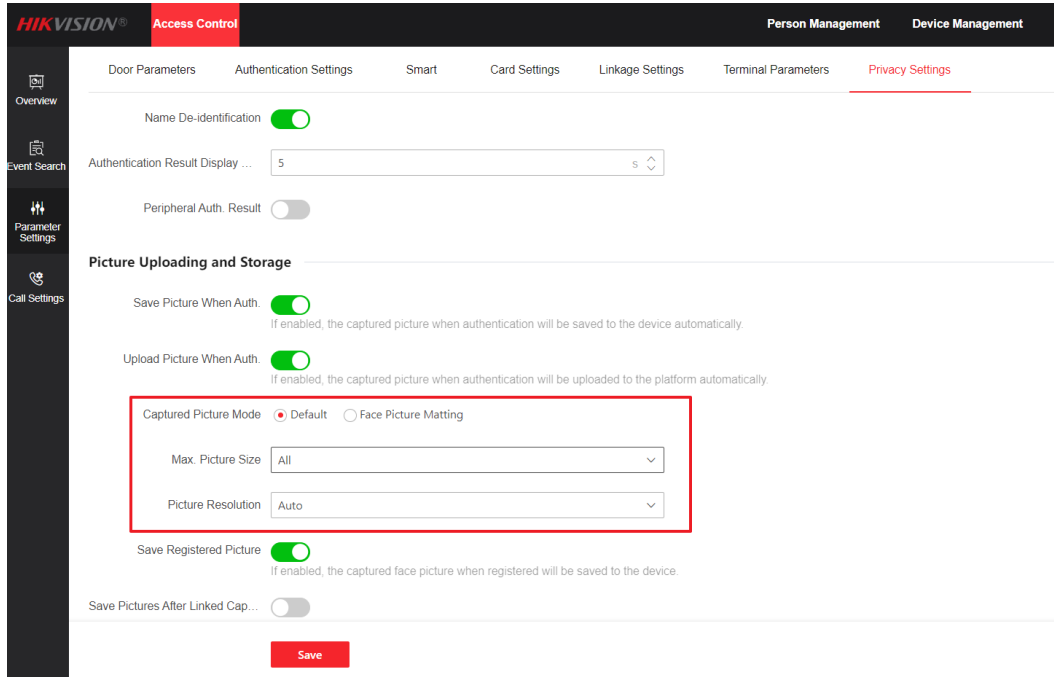 HIKVISION®
Access Control
Person Management
Device Management
Overview
Event Search
Parameter
Settings
Call Settings
Door Parameters
Authentication Settings
Smart
Card Settings
Linkage Settings
Terminal Parameters
Privacy Settings
Name De-identification
Authentication Result Display ...
5
s
Peripheral Auth. Result
Picture Uploading and Storage
Save Picture When Auth.
If enabled, the captured picture when authentication will be saved to the device automatically.
Upload Picture When Auth.
If enabled, the captured picture when authentication will be uploaded to the platform automatically.
Captured Picture Mode
Default
Face Picture Matting
Max. Picture Size
All
Picture Resolution
Auto
Save Registered Picture
If enabled, the captured face picture when registered will be saved to the device.
Save Pictures After Linked Cap...
Save